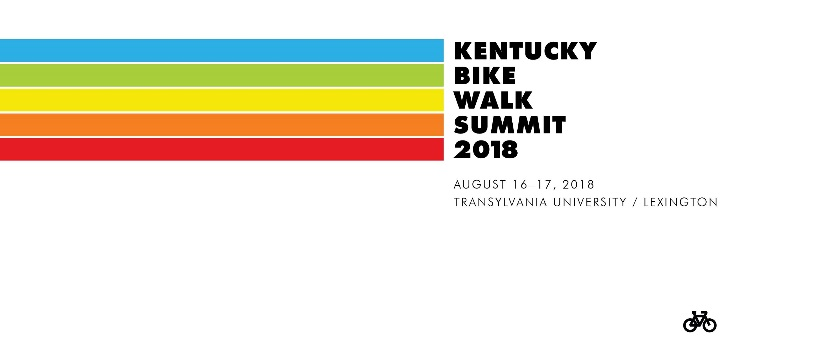 KENTUCKY
BIKE
WALK
SUMMIT
2018
AUGUST 16 17, 2018
TRANSYLVANIA UNIVERSITY / LEXINGTON